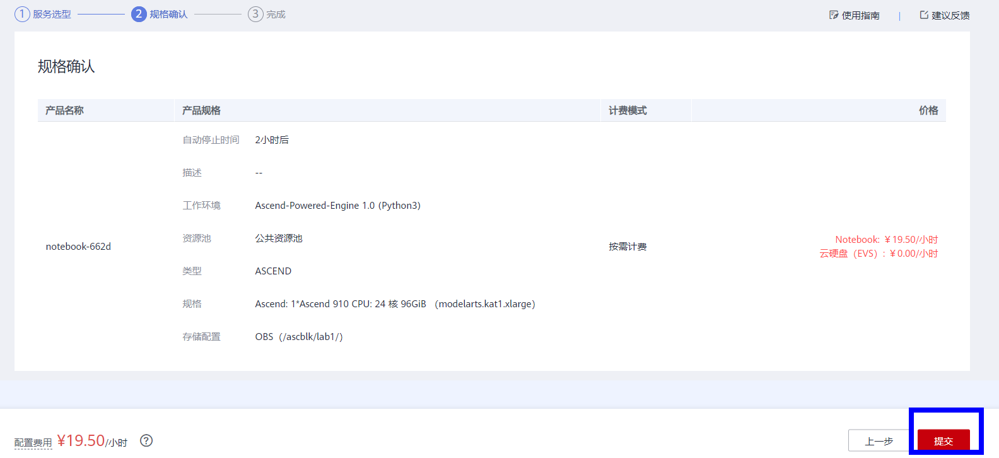 1 服务选型 2 规格确认 3 完成 使用指南 | 建议反馈
规格确认
产品名称 产品规格 计费模式 价格
自动停止时间 2小时后
描述 --
工作环境 Ascend-Powered-Engine 1.0 (Python3)
资源池 公共资源池
notebook-662d 按需计费 Notebook: ￥19.50/小时
云硬盘（EVS）: ￥0.00/小时
类型 ASCEND
规格 Ascend: 1*Ascend 910 CPU: 24 核 96GiB （modelarts.kat1.xlarge）
存储配置 OBS（/ascblk/lab1/）
配置费用 ¥19.50/小时 ? 上一步 提交